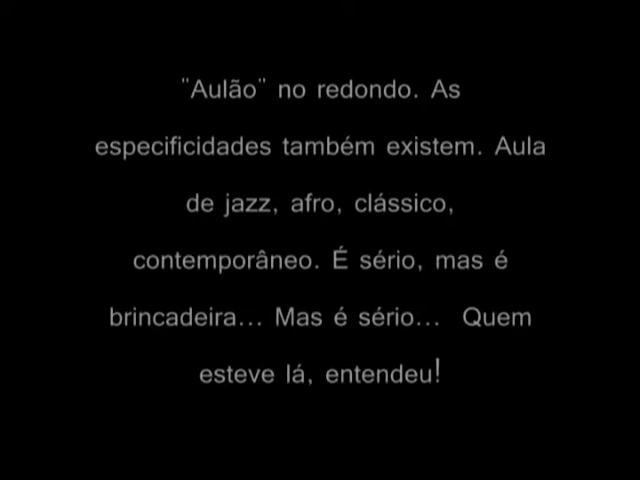 "Aulão" no redondo. As
especificidades também existem. Aula
de jazz, afro, clássico,
contemporâneo. É sério, mas é
brincadeira... Mas é sério... Quem
esteve lá, entendeu!